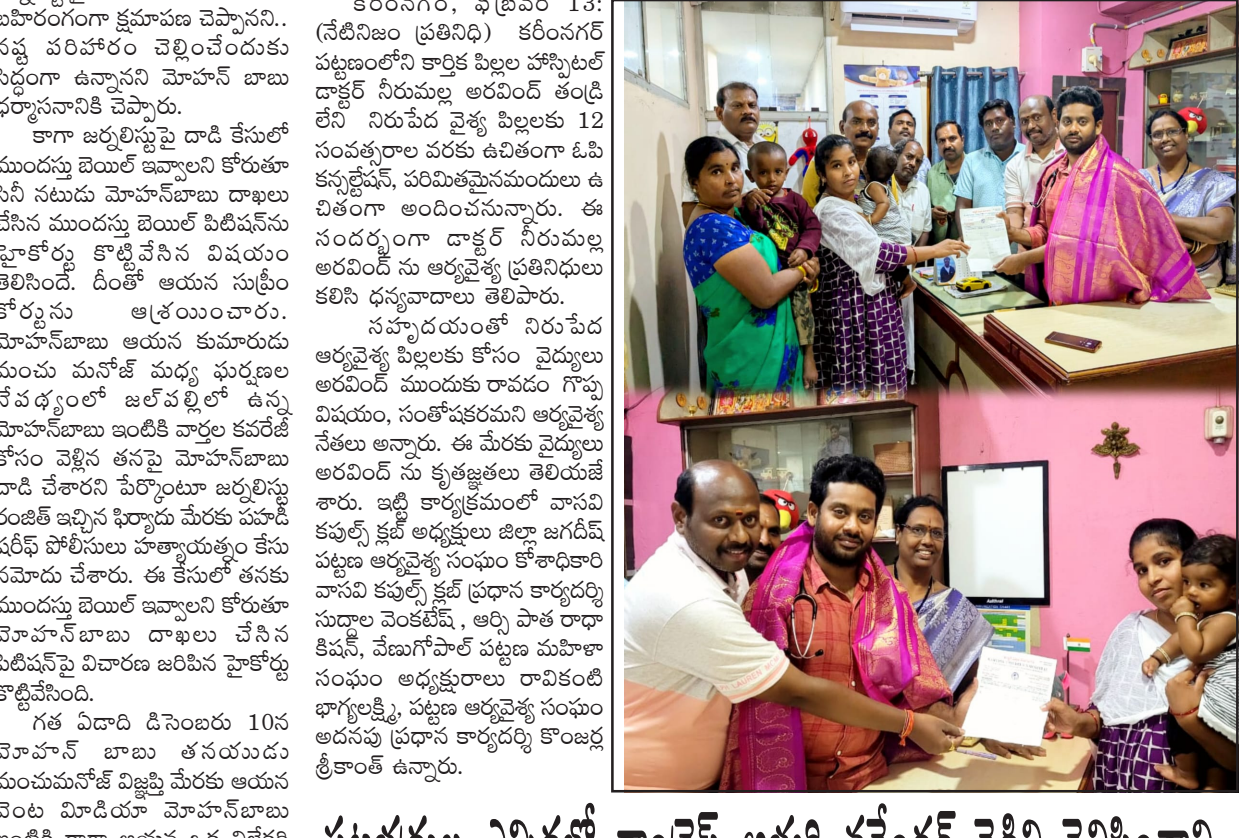 బహిరంగంగా క్షమాపణ చెప్పానని..
నష్ట పరిహారం చెల్లించేందుకు
సిద్ధంగా ఉన్నానని మోహన్ బాబు
ధర్మాసనానికి చెప్పారు.
కాగా జర్నలిస్టుపై దాడి కేసులో
ముందస్తు బెయిల్ ఇవ్వాలని కోరుతూ
సినీ నటుడు మోహన్‌బాబు దాఖలు
చేసిన ముందస్తు బెయిల్ పిటిషన్‌ను
హైకోర్టు కొట్టివేసిన విషయం
తెలిసిందే. దీంతో ఆయన సుప్రీం
కోర్టును ఆశ్రయించారు.
మోహన్‌బాబు ఆయన కుమారుడు
మంచు మనోజ్ మధ్య ఘర్షణల
నేపథ్యంలో జల్‌పల్లిలో ఉన్న
మోహన్‌బాబు ఇంటికి వార్తల కవరేజీ
కోసం వెళ్లిన తనపై మోహన్‌బాబు
దాడి చేశారని పేర్కొంటూ జర్నలిస్టు
రంజిత్ ఇచ్చిన ఫిర్యాదు మేరకు పహడీ
షరీఫ్ పోలీసులు హత్యాయత్నం కేసు
నమోదు చేశారు. ఈ కేసులో తనకు
ముందస్తు బెయిల్ ఇవ్వాలని కోరుతూ
మోహన్‌బాబు దాఖలు చేసిన
పిటిషన్‌పై విచారణ జరిపిన హైకోర్టు
కొట్టివేసింది.
గత ఏడాది డిసెంబరు 10న
మోహన్ బాబు తనయుడు
మంచుమనోజ్ విజ్ఞప్తి మేరకు ఆయన
వెంట మీడియా మోహన్‌బాబు
కరీంనగర్, ఫిబ్రవరి 13:
(నేటినిజం ప్రతినిధి) కరీంనగర్
పట్టణంలోని కార్తిక పిల్లల హాస్పిటల్
డాక్టర్ నీరుమల్ల అరవింద్ తండ్రి
లేని నిరుపేద వైశ్య పిల్లలకు 12
సంవత్సరాల వరకు ఉచితంగా ఓపి
కన్సల్టేషన్, పరిమితమైనమందులు ఉ
చితంగా అందించనున్నారు. ఈ
సందర్భంగా డాక్టర్ నీరుమల్ల
అరవింద్ ను ఆర్యవైశ్య ప్రతినిధులు
కలిసి ధన్యవాదాలు తెలిపారు.
సహృదయంతో నిరుపేద
ఆర్యవైశ్య పిల్లలకు కోసం వైద్యులు
అరవింద్ ముందుకు రావడం గొప్ప
విషయం, సంతోషకరమని ఆర్యవైశ్య
నేతలు అన్నారు. ఈ మేరకు వైద్యులు
అరవింద్ ను కృతజ్ఞతలు తెలియజే
శారు. ఇట్టి కార్యక్రమంలో వాసవి
కపుల్స్ క్లబ్ అధ్యక్షులు జిల్లా జగదీష్
పట్టణ ఆర్యవైశ్య సంఘం కోశాధికారి
వాసవి కపుల్స్ క్లబ్ ప్రధాన కార్యదర్శి
సుద్దాల వెంకటేష్ , ఆర్సి పాత రాధా
కిషన్, వేణుగోపాల్ పట్టణ మహిళా
సంఘం అధ్యక్షురాలు రావికంటి
భాగ్యలక్ష్మి, పట్టణ ఆర్యవైశ్య సంఘం
అదనపు ప్రధాన కార్యదర్శి కొంజర్ల
శ్రీకాంత్ ఉన్నారు.